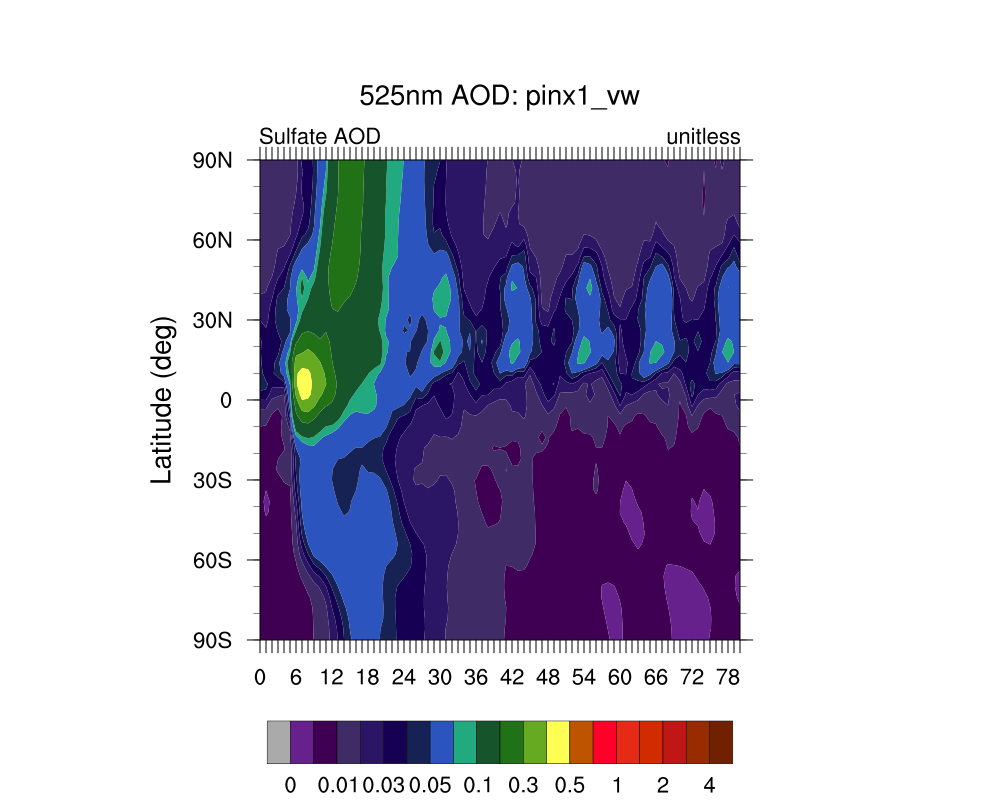 525nm AOD: pinx1_vw
Sulfate AOD unitless
90N
60N
30N
0
30S
60S
90S
Latitude (deg)
0 6 12 18 24 30 36 42 48 54 60 66 72 78
0 0.01 0.03 0.05 0.1 0.3 0.5 1 2 4